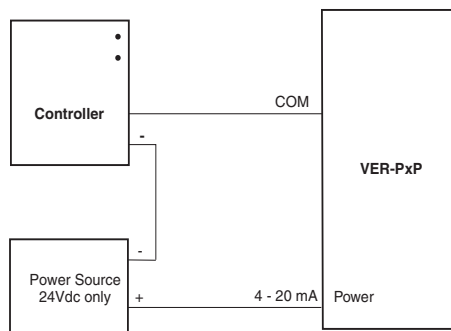 COM
Controller
-
VER-PxP
-
Power Source
24Vdc only
+
4 - 20 mA
Power